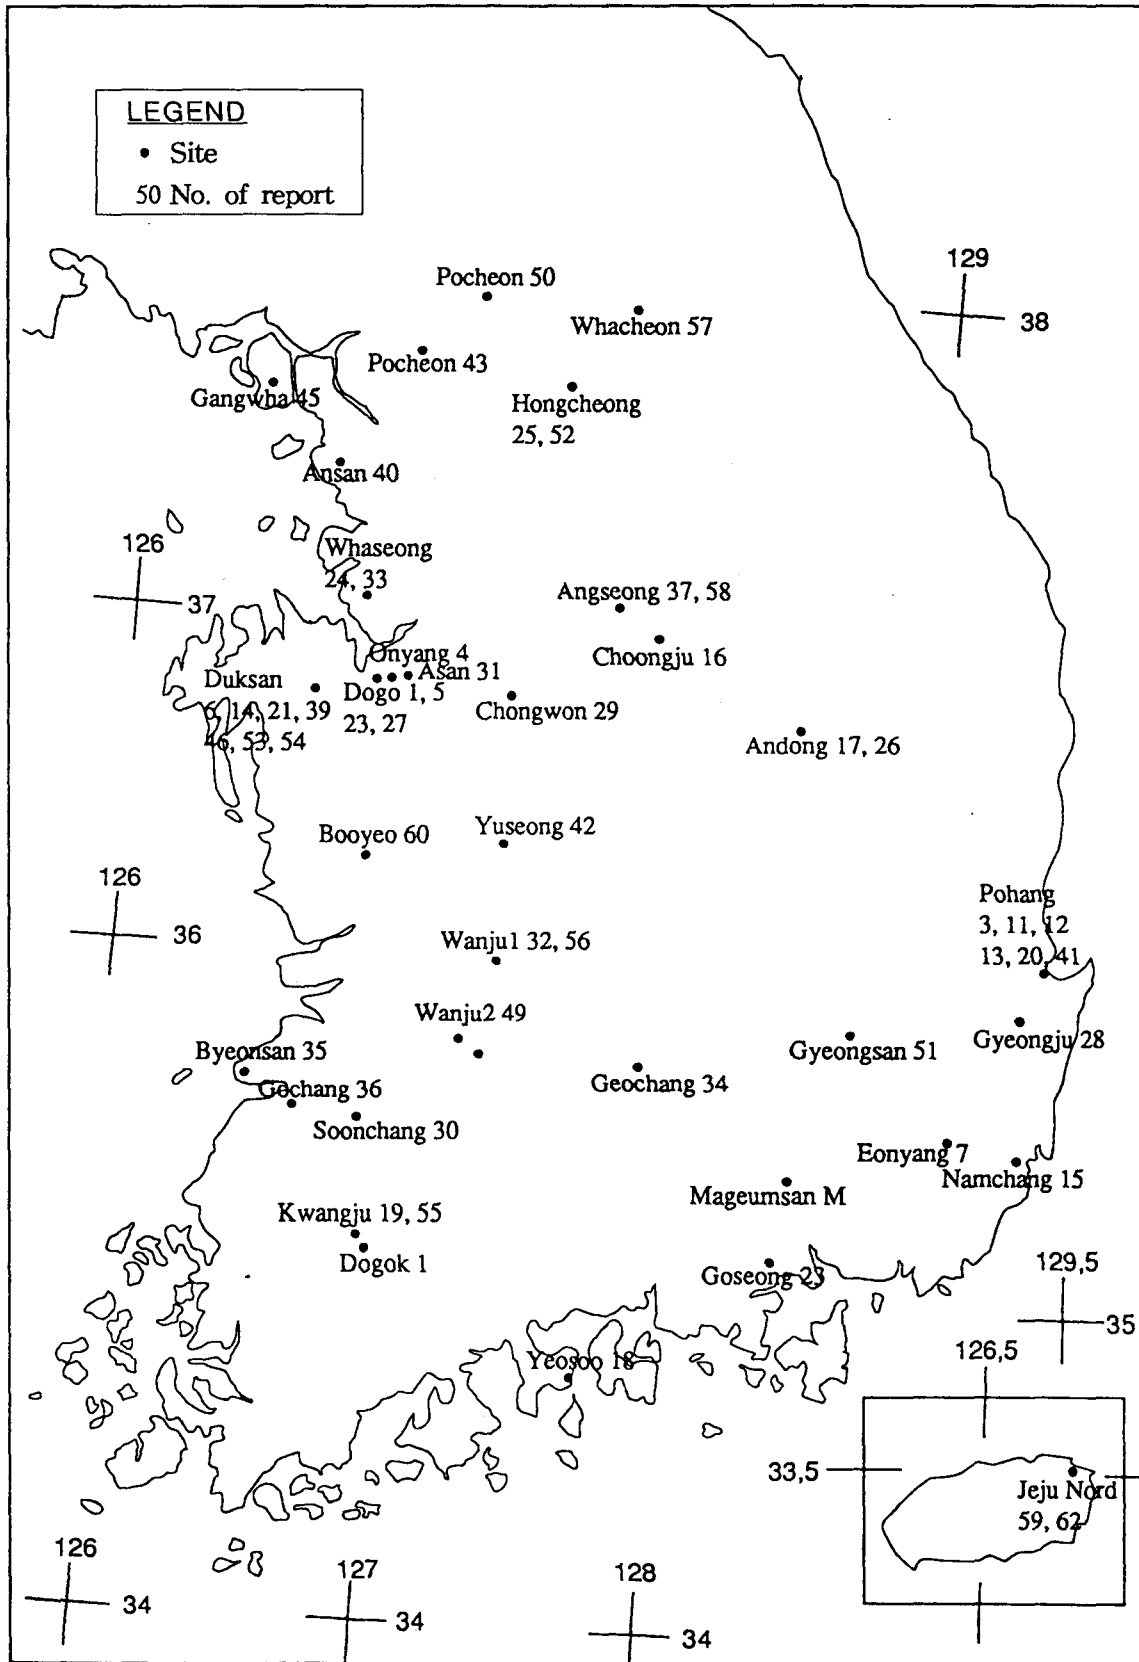 LEGEND
• Site
50 No. of report
129
38
Pocheon 50
Whacheon 57
Pocheon 43
Gangwha 45
Hongcheong
25, 52
Ansan 40
126
37
Whaseong
24, 33
Angseong 37, 58
Choongju 16
Onyang 4
Asan 31
Duksan
6, 14, 21, 39
46, 53, 54
Dogo 1, 5
23, 27
Chongwon 29
Andong 17, 26
Booyeo 60
Yuseong 42
126
36
Pohang
3, 11, 12
13, 20, 41
Wanju1 32, 56
Wanju2 49
Gyeongju 28
Gyeongsan 51
Byeonsan 35
Gochang 36
Geochang 34
Soonchang 30
Eonyang 7
Namchang 15
Mageumsan M
Kwangju 19, 55
Dogok 1
Goseong 23
129,5
35
Yeosoo 18
126,5
33,5
Jeju Nord
59, 62
126
34
127
34
128
34